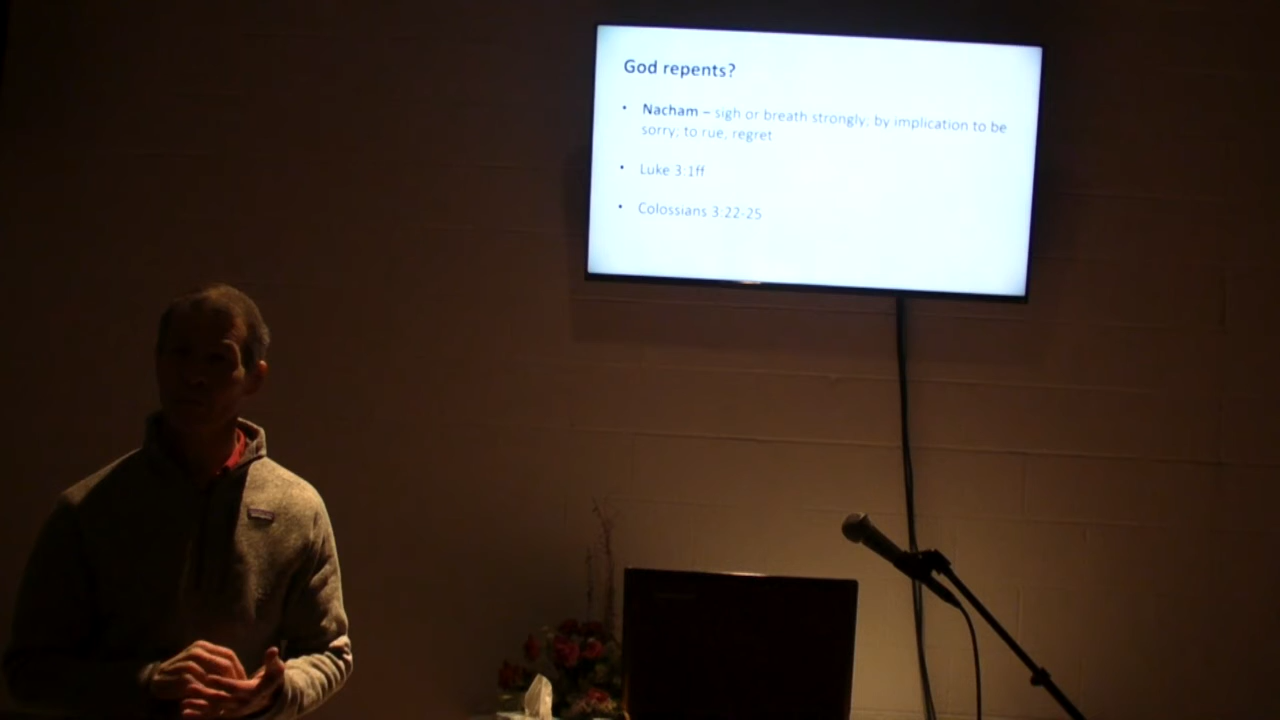 God repents?
• Nacham – sigh or breath strongly; by implication to be
sorry; to rue, regret
• Luke 3:1ff
• Colossians 3:22-25